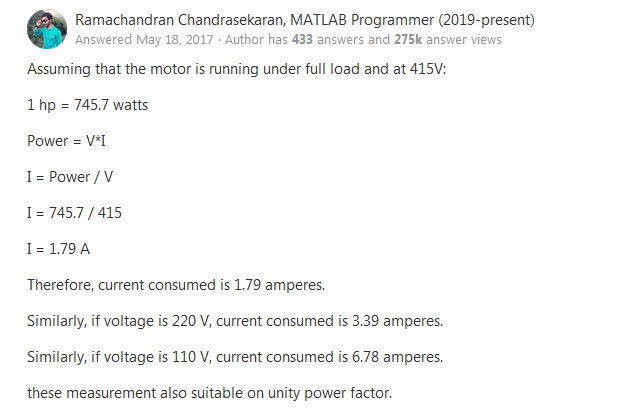 Ramachandran Chandrasekaran, MATLAB Programmer (2019-present)
Answered May 18, 2017 · Author has 433 answers and 275k answer views
Assuming that the motor is running under full load and at 415V:
1 hp = 745.7 watts
Power = V*I
I = Power / V
I = 745.7 / 415
I = 1.79 A
Therefore, current consumed is 1.79 amperes.
Similarly, if voltage is 220 V, current consumed is 3.39 amperes.
Similarly, if voltage is 110 V, current consumed is 6.78 amperes.
these measurement also suitable on unity power factor.